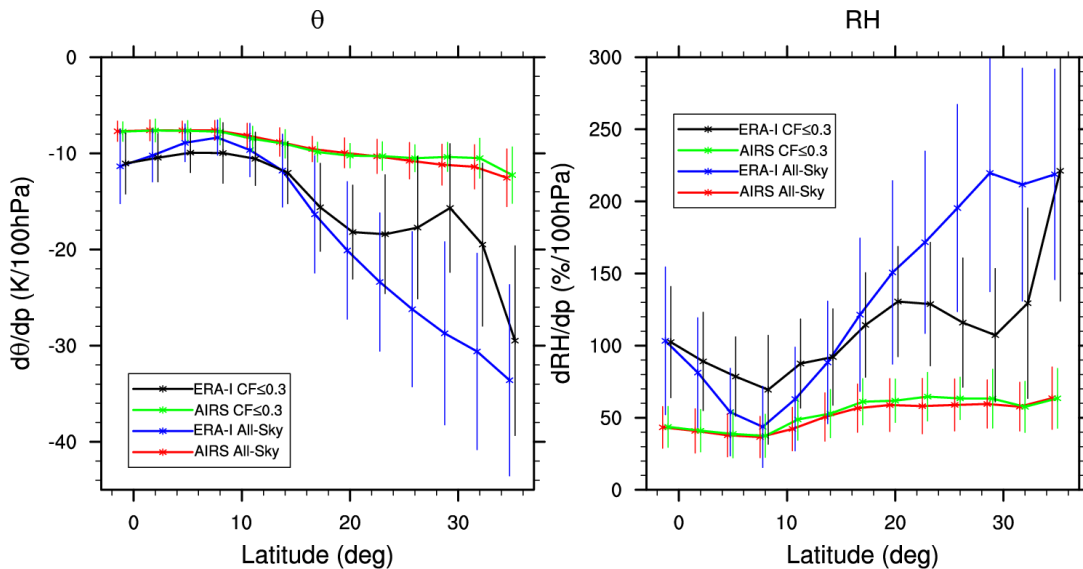 θ
0
-10
-20
-30
-40
dθ/dp (K/100hPa)
ERA-I CF≤0.3
AIRS CF≤0.3
ERA-I All-Sky
AIRS All-Sky
0 10 20 30
Latitude (deg)
RH
300
250
200
150
100
50
0
dRH/dp (%/100hPa)
ERA-I CF≤0.3
AIRS CF≤0.3
ERA-I All-Sky
AIRS All-Sky
0 10 20 30
Latitude (deg)